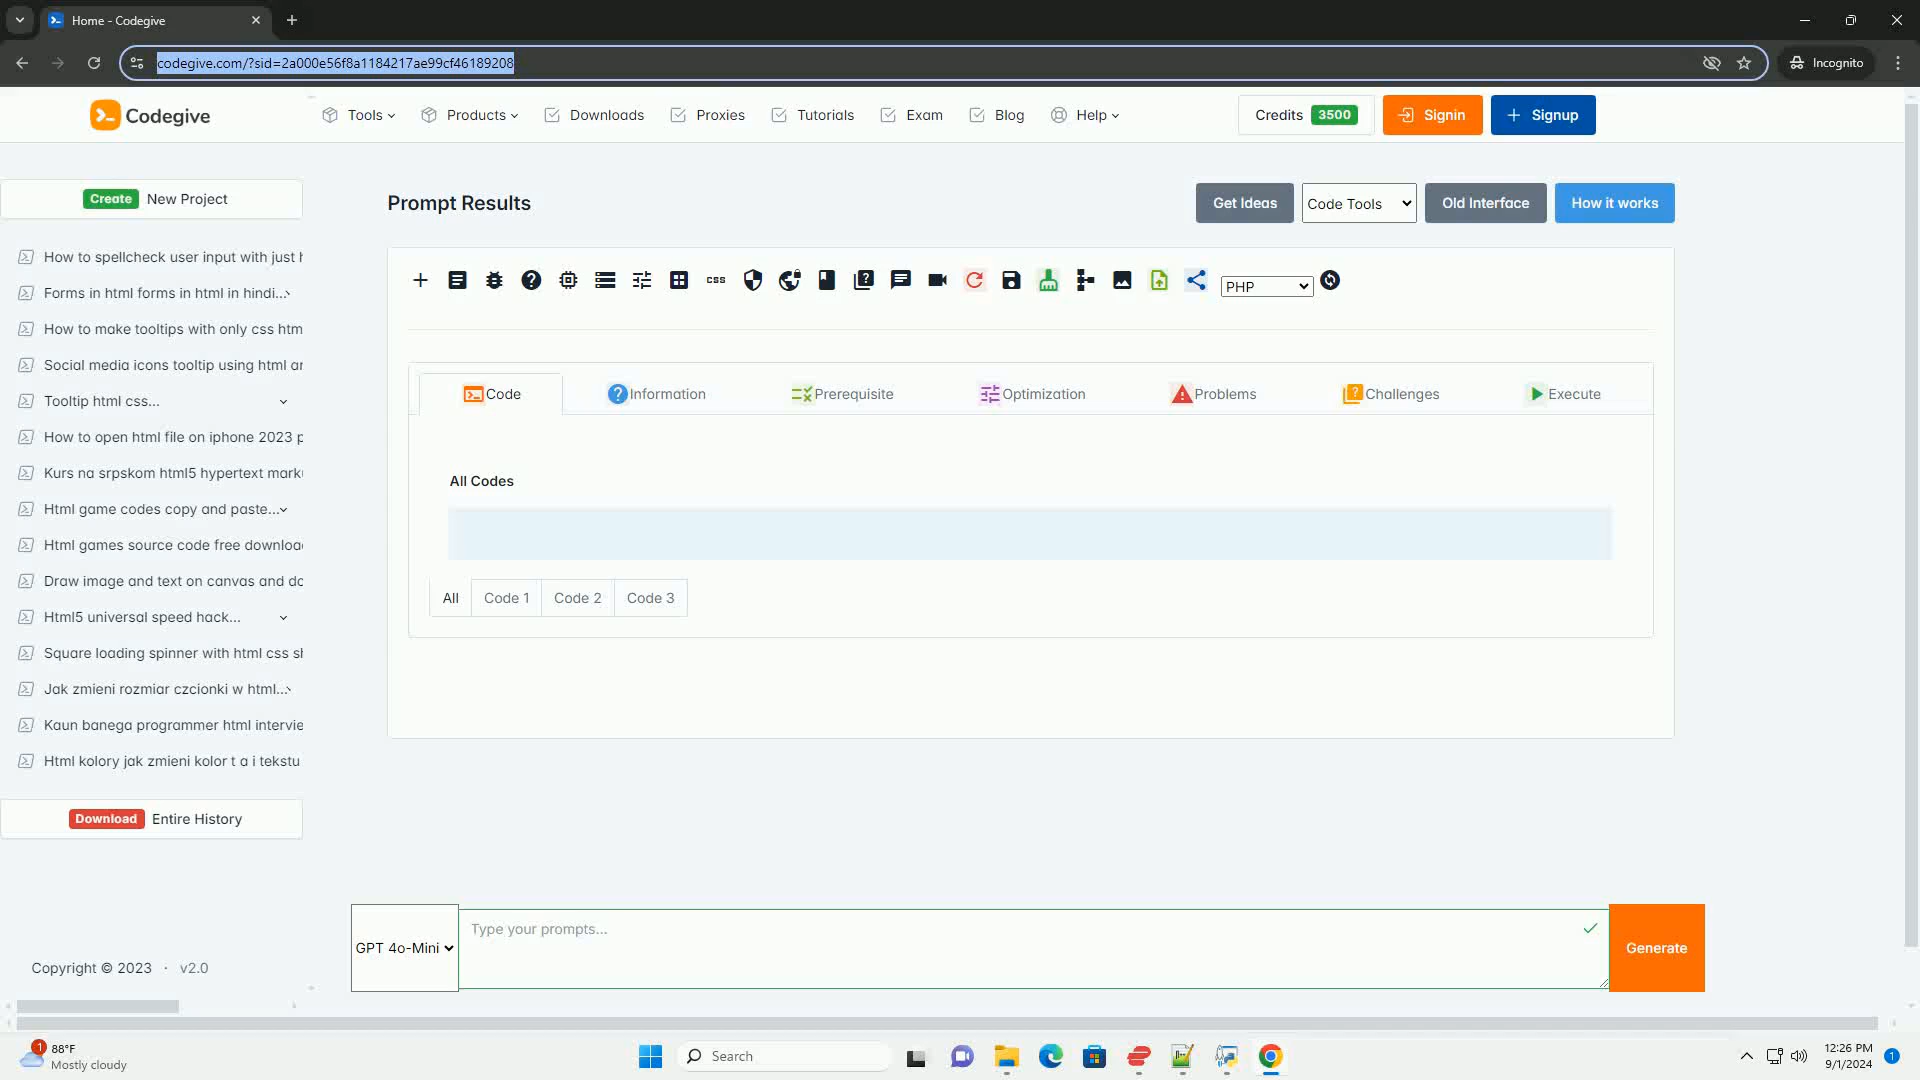 Home - Codegive
codegive.com/?sid=2a000e56f8a1184217ae99cf46189208
Incognito
Codegive
Tools
Products
Downloads
Proxies
Tutorials
Exam
Blog
Help
Credits 3500
Signin
Signup
Create New Project
Prompt Results
Get Ideas
Code Tools
Old Interface
How it works
How to spellcheck user input with just h
Forms in html forms in html in hindi...
How to make tooltips with only css htm
Social media icons tooltip using html an
Tooltip html css...
How to open html file on iphone 2023 p
Kurs na srpskom html5 hypertext marku
Html game codes copy and paste...
Html games source code free download
Draw image and text on canvas and do
Html5 universal speed hack...
Square loading spinner with html css sh
Jak zmieni rozmiar czcionki w html...
Kaun banega programmer html intervie
Html kolory jak zmieni kolor t a i tekstu
Download Entire History
Copyright © 2023 · v2.0
css
PHP
Code
Information
Prerequisite
Optimization
Problems
Challenges
Execute
All Codes
All
Code 1
Code 2
Code 3
GPT 4o-Mini
Type your prompts...
Generate
1
88°F
Mostly cloudy
Search
12:26 PM
9/1/2024
1